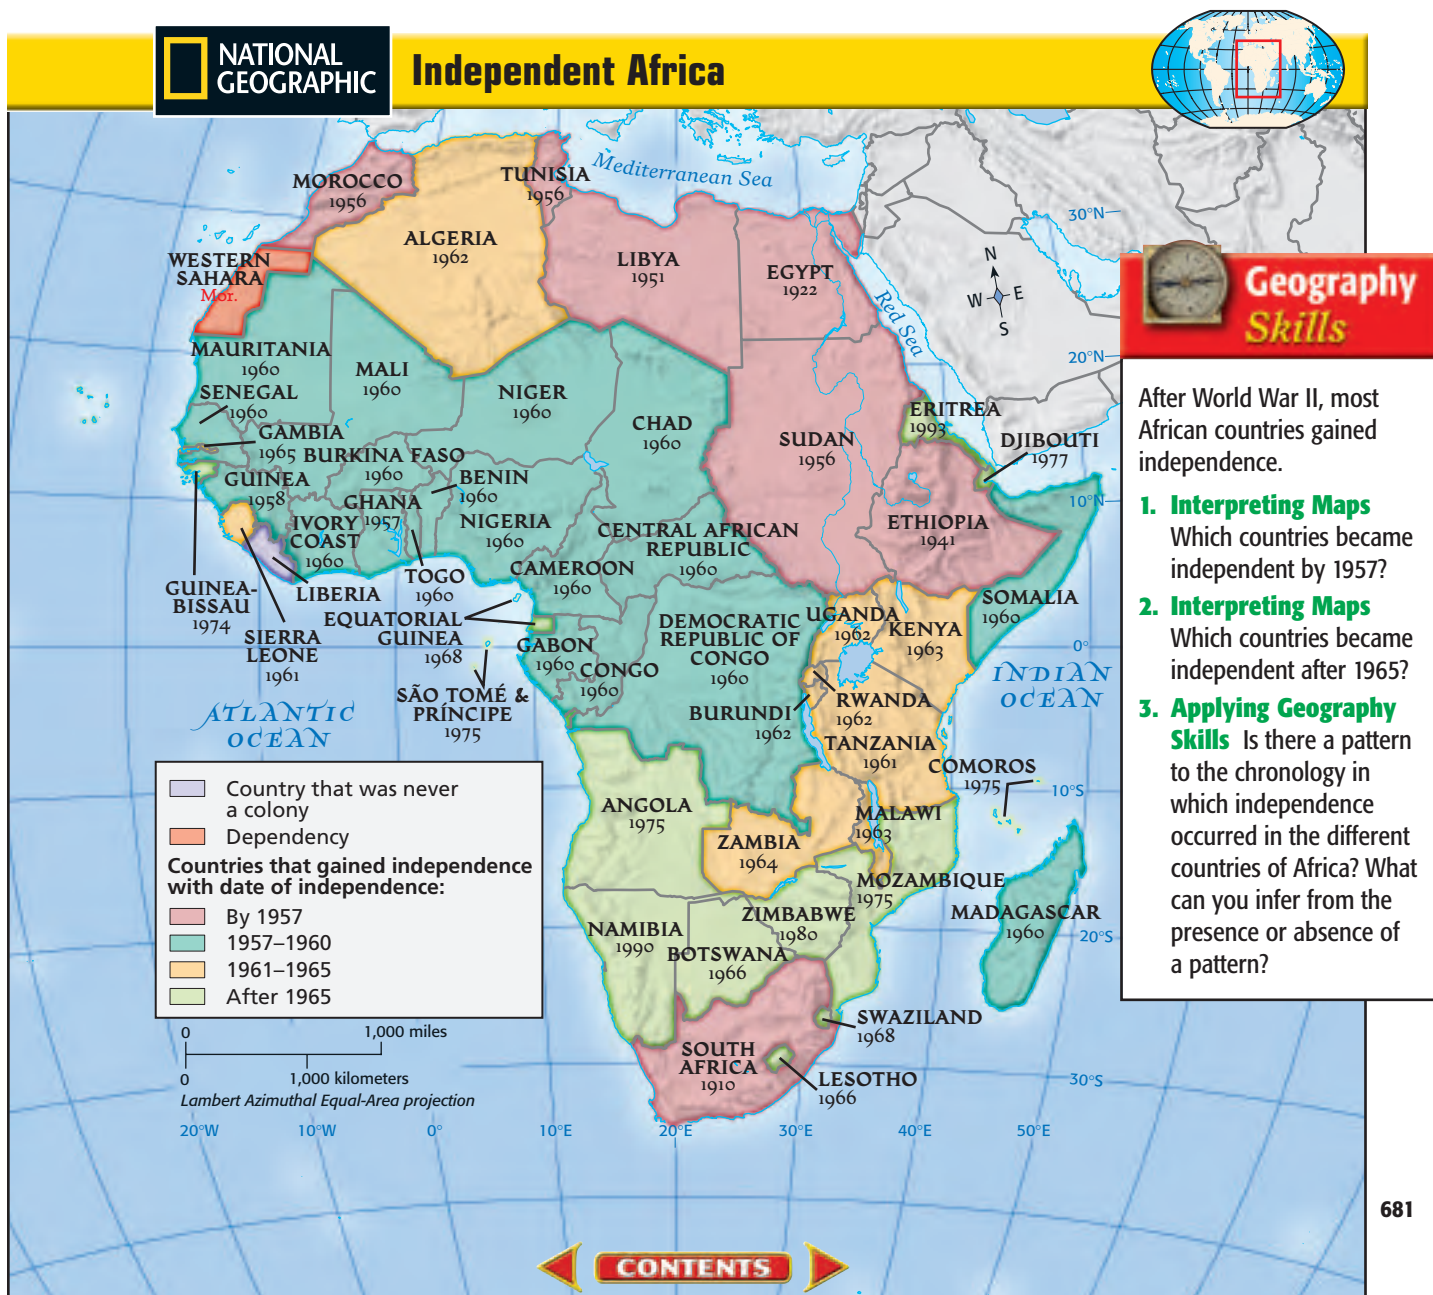 NATIONAL
GEOGRAPHIC
Independent Africa
Mediterranean Sea
MOROCCO
1956
TUNISIA
1956
ALGERIA
1962
LIBYA
1951
EGYPT
1922
WESTERN
SAHARA
Mor.
Red Sea
N
W
E
S
30°N
20°N
10°N
0°
10°S
20°S
30°S
MAURITANIA
1960
MALI
1960
NIGER
1960
CHAD
1960
SUDAN
1956
ERITREA
1993
DJIBOUTI
1977
SENEGAL
1960
GAMBIA
1965
BURKINA FASO
1960
GUINEA
1958
GHANA
1957
BENIN
1960
IVORY
COAST
1960
NIGERIA
1960
CENTRAL AFRICAN
REPUBLIC
1960
ETHIOPIA
1941
GUINEA-
BISSAU
1974
LIBERIA
TOGO
1960
CAMEROON
1960
SIERRA
LEONE
1961
EQUATORIAL
GUINEA
1968
GABON
1960
CONGO
1960
DEMOCRATIC
REPUBLIC OF
CONGO
1960
UGANDA
1962
KENYA
1963
SOMALIA
1960
SÃO TOMÉ &
PRÍNCIPE
1975
BURUNDI
1962
RWANDA
1962
TANZANIA
1961
INDIAN
OCEAN
ATLANTIC
OCEAN
COMOROS
1975
ANGOLA
1975
ZAMBIA
1964
MALAWI
1963
MOZAMBIQUE
1975
ZIMBABWE
1980
NAMIBIA
1990
BOTSWANA
1966
MADAGASCAR
1960
SWAZILAND
1968
SOUTH
AFRICA
1910
LESOTHO
1966
Country that was never
a colony
Dependency
Countries that gained independence
with date of independence:
By 1957
1957–1960
1961–1965
After 1965
0
1,000 miles
0
1,000 kilometers
Lambert Azimuthal Equal-Area projection
20°W
10°W
0°
10°E
20°E
30°E
40°E
50°E
Geography
Skills
After World War II, most
African countries gained
independence.
1. Interpreting Maps
Which countries became
independent by 1957?
2. Interpreting Maps
Which countries became
independent after 1965?
3. Applying Geography
Skills Is there a pattern
to the chronology in
which independence
occurred in the different
countries of Africa? What
can you infer from the
presence or absence of
a pattern?
681
CONTENTS